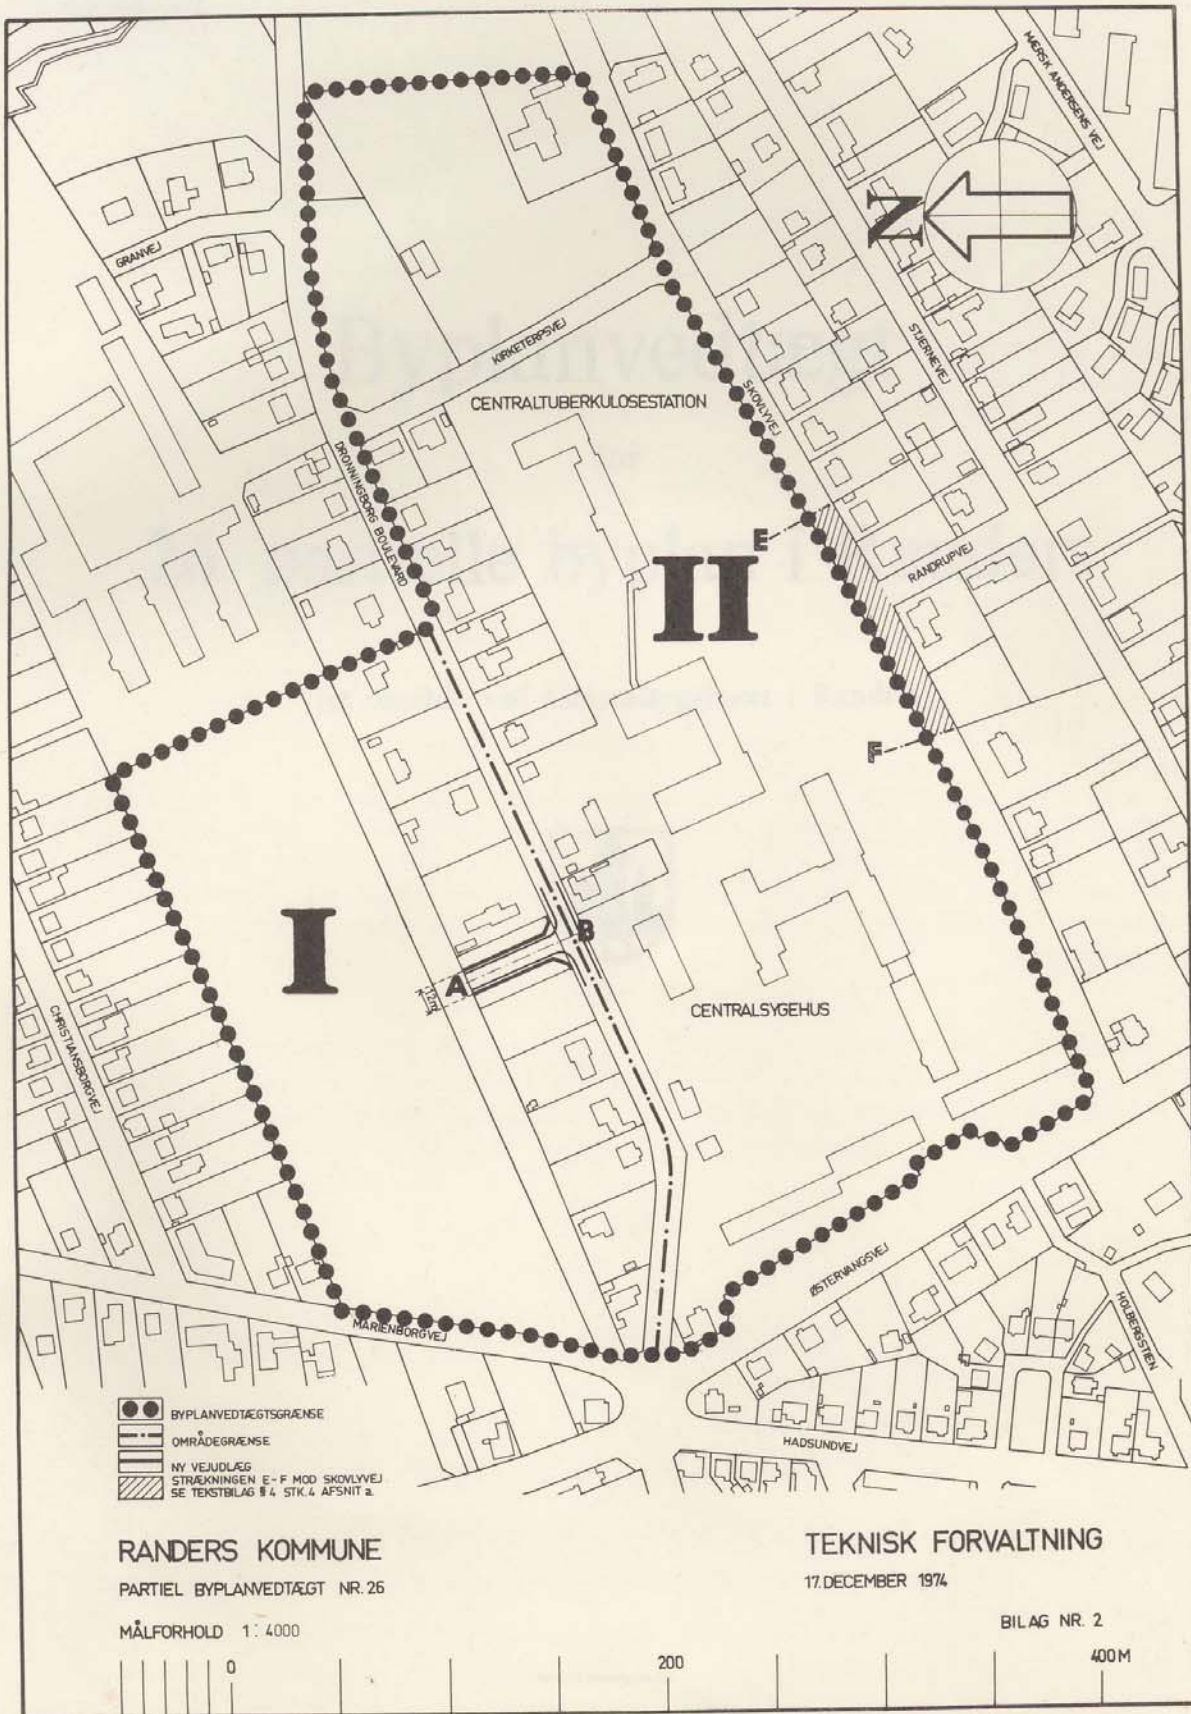 HÆRSK ANDERSENS VEJ
N
GRANVEJ
KIRKETERPSVEJ
STJERNEVEJ
CENTRALTUBERKULOSESTATION
SKOVLYVEJ
DRONNINGBORG BOULEVARD
E
II
RANDRUPVEJ
F
I
B
A
12m
CENTRALSYGEHUS
CHRISTIANSBORGVEJ
ØSTERVANGSVEJ
HOLBERGSTIEN
MARIENBORGVEJ
HADSUNDVEJ
BYPLANVEDTÆGTSGRÆNSE
OMRÅDEGRÆNSE
NY VEJUDLÆG
STRÆKNINGEN E-F MOD SKOVLYVEJ
SE TEKSTBILAG § 4 STK. 4 AFSNIT a.
RANDERS KOMMUNE
PARTIEL BYPLANVEDTÆGT NR. 26
MÅLFORHOLD 1:4000
TEKNISK FORVALTNING
17. DECEMBER 1974
BILAG NR. 2
0 200 400 M